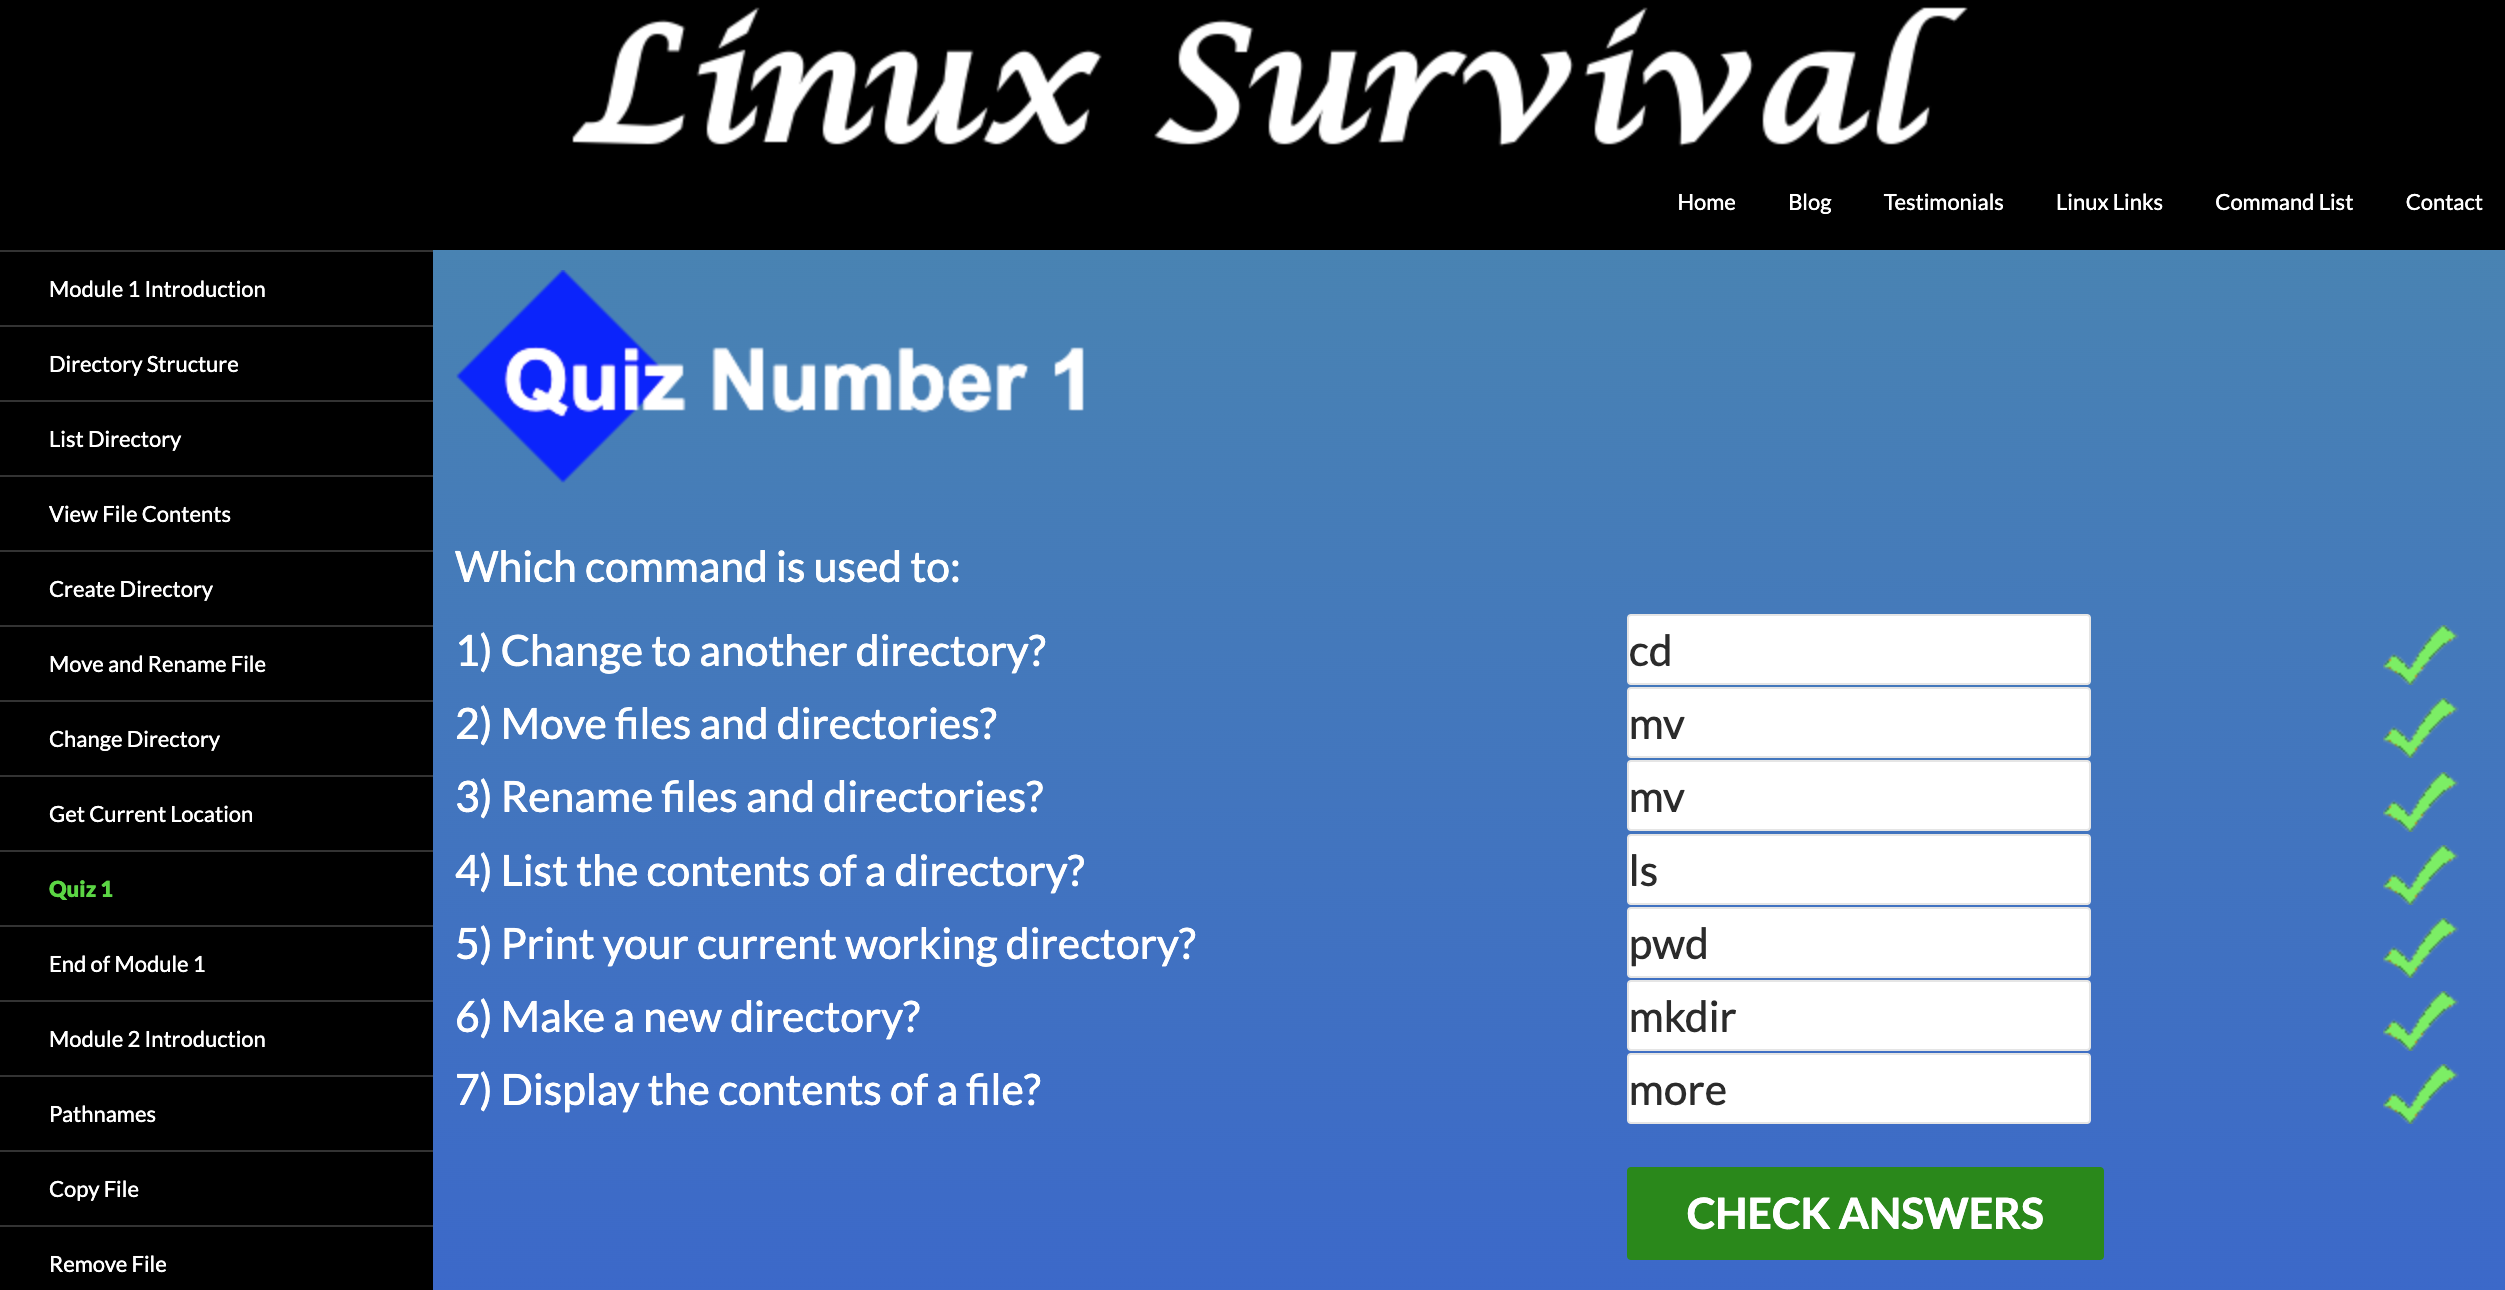 Linux Survival
Home Blog Testimonials Linux Links Command List Contact
Module 1 Introduction
Directory Structure
List Directory
View File Contents
Create Directory
Move and Rename File
Change Directory
Get Current Location
Quiz 1
End of Module 1
Module 2 Introduction
Pathnames
Copy File
Remove File
Quiz Number 1
Which command is used to:
1) Change to another directory? cd
2) Move files and directories? mv
3) Rename files and directories? mv
4) List the contents of a directory? ls
5) Print your current working directory? pwd
6) Make a new directory? mkdir
7) Display the contents of a file? more
CHECK ANSWERS